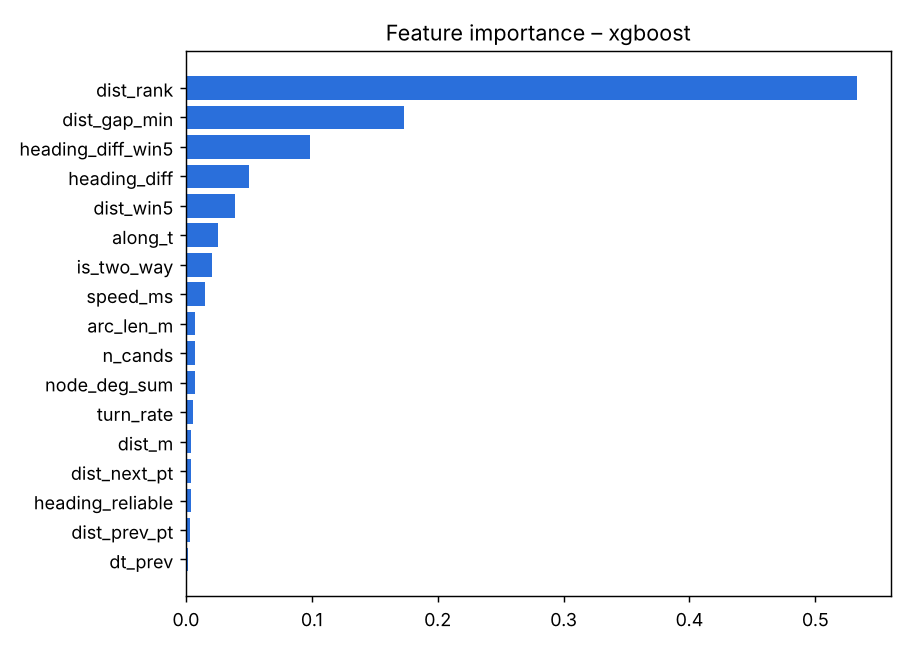 Feature importance – xgboost
dist_rank
dist_gap_min
heading_diff_win5
heading_diff
dist_win5
along_t
is_two_way
speed_ms
arc_len_m
n_cands
node_deg_sum
turn_rate
dist_m
dist_next_pt
heading_reliable
dist_prev_pt
dt_prev
0.0 0.1 0.2 0.3 0.4 0.5